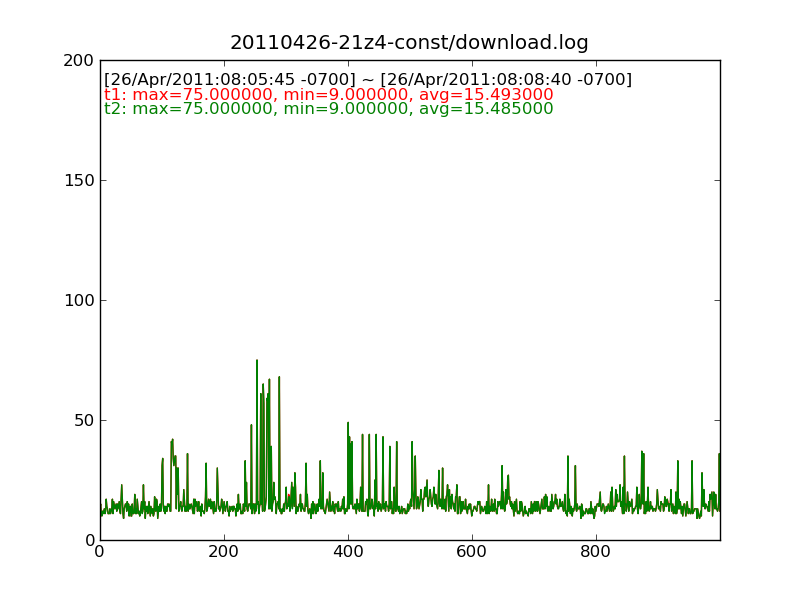 20110426-21z4-const/download.log
200
[26/Apr/2011:08:05:45 -0700] ~ [26/Apr/2011:08:08:40 -0700]
t1: max=75.000000, min=9.000000, avg=15.493000
t2: max=75.000000, min=9.000000, avg=15.485000
150
100
50
0
0 200 400 600 800